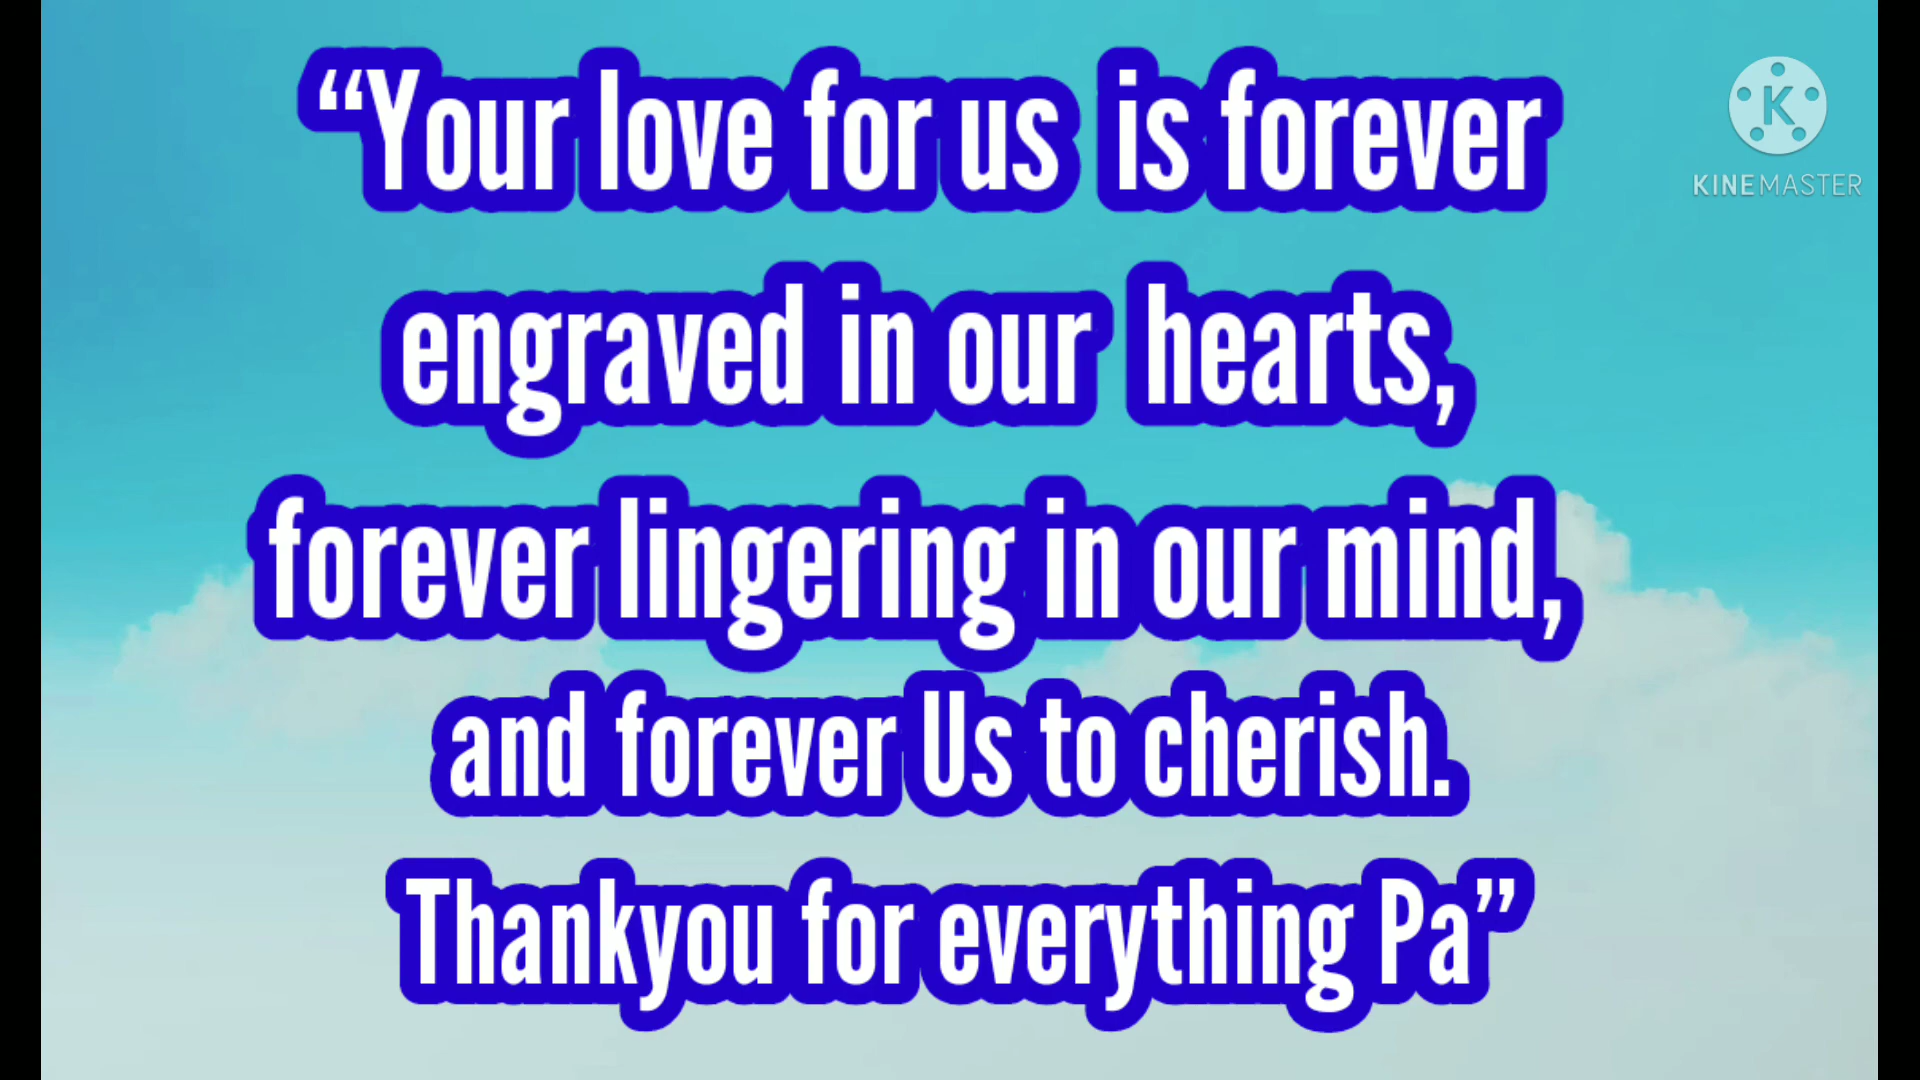 “Your love for us is forever
engraved in our hearts,
forever lingering in our mind,
and forever Us to cherish.
Thankyou for everything Pa”
K
KINEMASTER